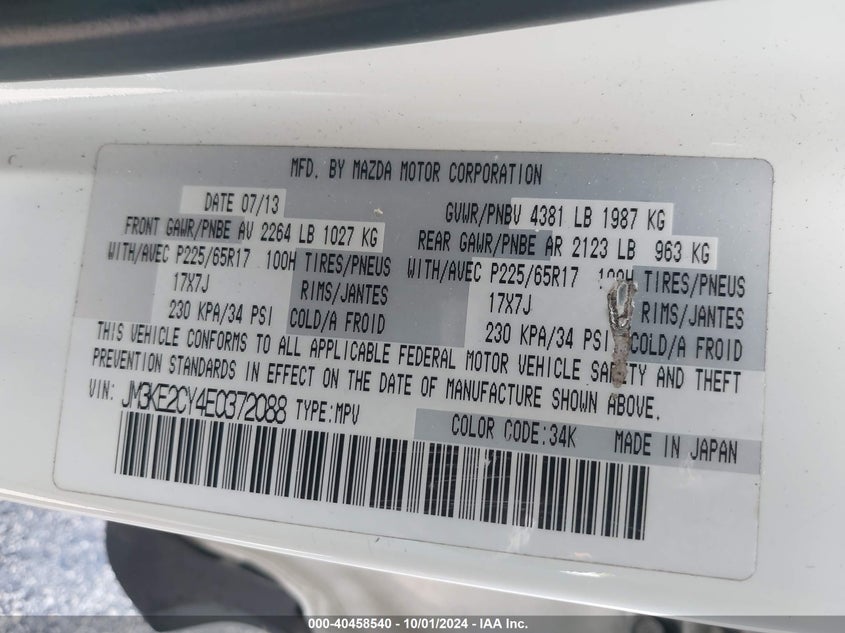 MFD. BY MAZDA MOTOR CORPORATION
DATE 07/13 GVWR/PNBV 4381 LB 1987 KG
FRONT GAWR/PNBE AV 2264 LB 1027 KG REAR GAWR/PNBE AR 2123 LB 963 KG
WITH/AVEC P225/65R17 100H TIRES/PNEUS WITH/AVEC P225/65R17 100H TIRES/PNEUS
17X7J RIMS/JANTES 17X7J RIMS/JANTES
230 KPA/34 PSI COLD/A FROID 230 KPA/34 PSI COLD/A FROID
THIS VEHICLE CONFORMS TO ALL APPLICABLE FEDERAL MOTOR VEHICLE SAFETY AND THEFT
PREVENTION STANDARDS IN EFFECT ON THE DATE OF MANUFACTURE SHOWN ABOVE.
VIN: JM3KE2CY4E0372088 TYPE:MPV COLOR CODE:34K MADE IN JAPAN
000-40458540 - 10/01/2024 - IAA Inc.